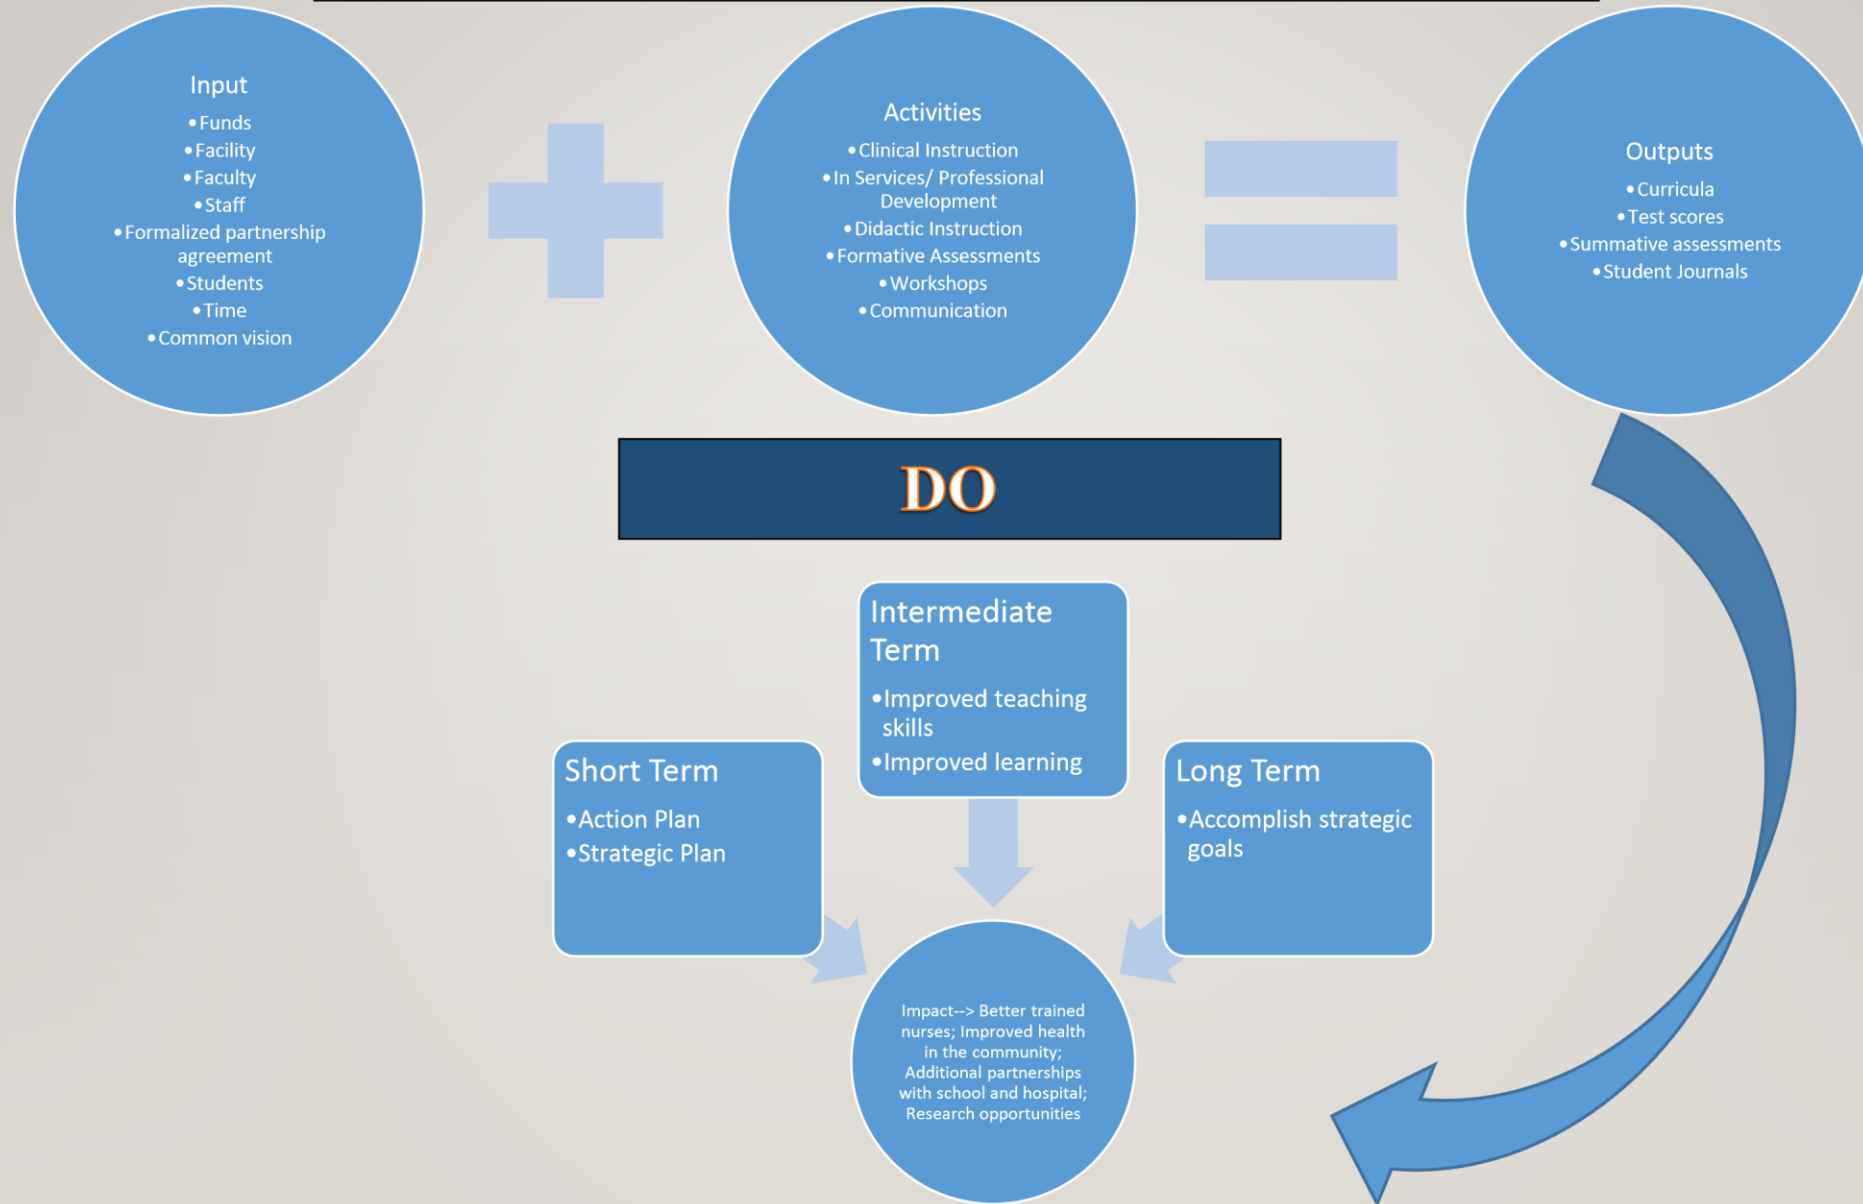 Input
•Funds
•Facility
•Faculty
•Staff
•Formalized partnership
agreement
•Students
•Time
•Common vision
Activities
•Clinical Instruction
•In Services/ Professional
Development
•Didactic Instruction
•Formative Assessments
•Workshops
•Communication
Outputs
•Curricula
•Test scores
•Summative assessments
•Student Journals
DO
Intermediate
Term
•Improved teaching
skills
•Improved learning
Short Term
•Action Plan
•Strategic Plan
Long Term
•Accomplish strategic
goals
Impact--> Better trained
nurses; Improved health
in the community;
Additional partnerships
with school and hospital;
Research opportunities